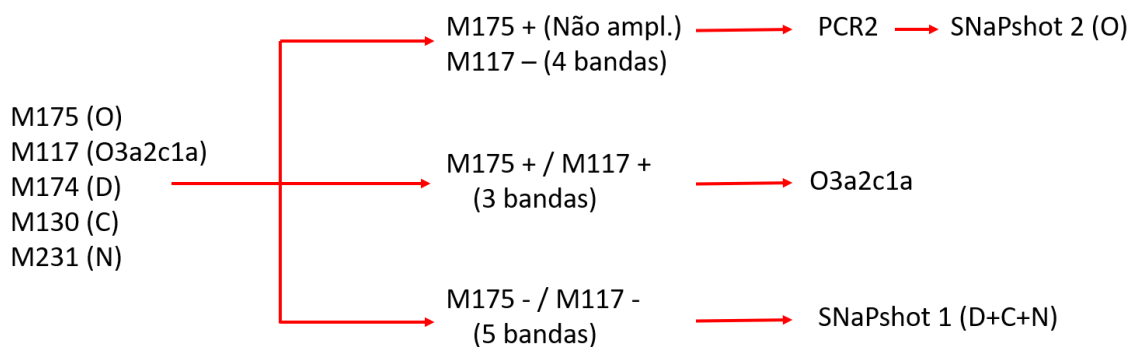 M175 (O)
M117 (O3a2c1a)
M174 (D)
M130 (C)
M231 (N)
M175 + (Não ampl.)
M117 – (4 bandas)
PCR2
SNaPshot 2 (O)
M175 + / M117 +
(3 bandas)
O3a2c1a
M175 - / M117 -
(5 bandas)
SNaPshot 1 (D+C+N)